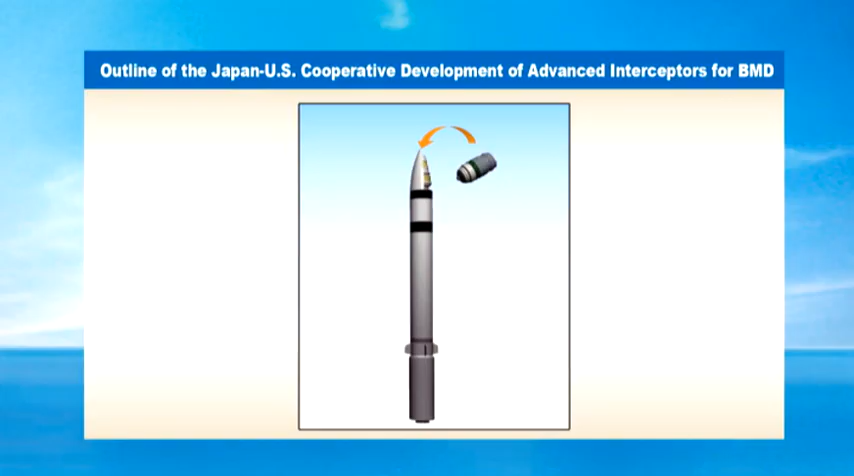 Outline of the Japan-U.S. Cooperative Development of Advanced Interceptors for BMD